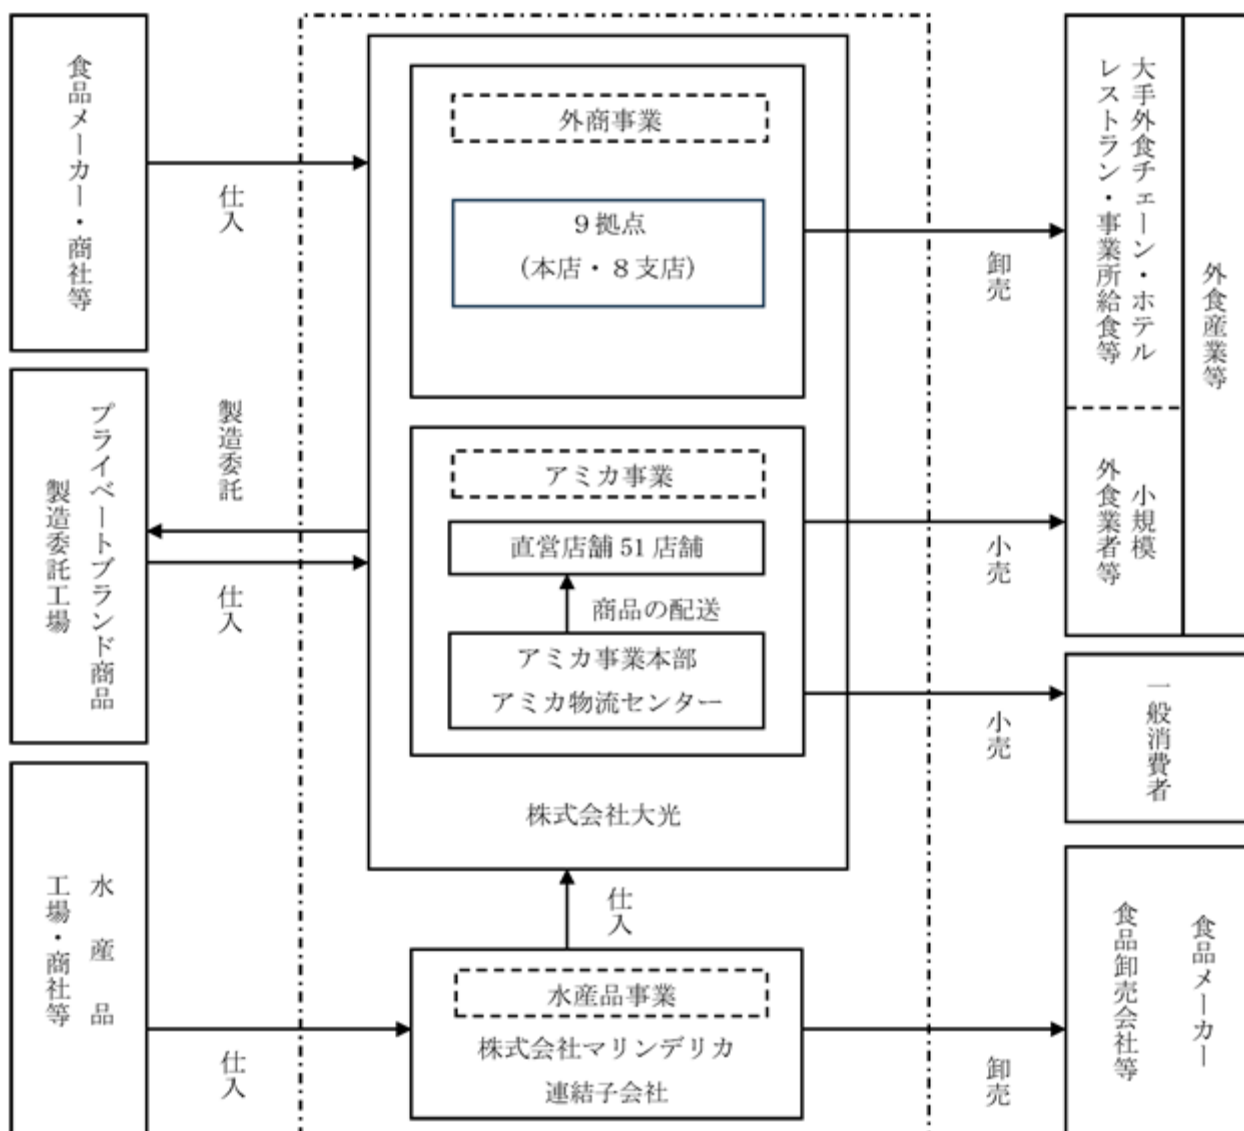 食品メーカー・商社等
仕入
外商事業
9拠点
(本店・8支店)
卸売
大手外食チェーン・ホテル
レストラン・事業所給食等
外食産業等
プライベートブランド商品
製造委託工場
製造委託
仕入
アミカ事業
直営店舗 51 店舗
商品の配送
アミカ事業本部
アミカ物流センター
小売
小規模
外食業者等
小売
一般消費者
株式会社大光
仕入
水産品
工場・商社等
仕入
水産品事業
株式会社マリンデリカ
連結子会社
卸売
食品メーカー
食品卸売会社等